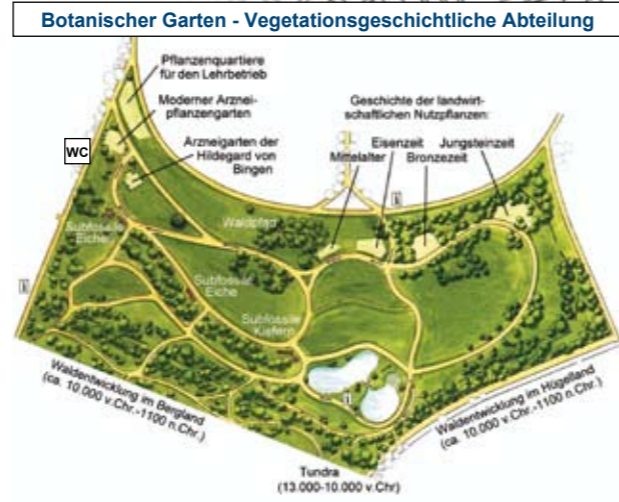 Botanischer Garten - Vegetationsgeschichtliche Abteilung
Pflanzenquartiere
für den Lehrbetrieb
Moderner Arznei-
pflanzengarten
WC
Arzneigarten der
Hildegard von
Bingen
Geschichte der landwirt-
schaftlichen Nutzpflanzen:
Mittelalter
Eisenzeit
Bronzezeit
Jungsteinzeit
i
Waldpfad
Subfossile
Eiche
Subfossile
Eiche
Subfossile
Kiefern
i
i
Waldentwicklung im Bergland
(ca. 10.000 v.Chr.-1100 n.Chr.)
Waldentwicklung im Hügelland
(ca. 10.000 v.Chr.-1100 n.Chr.)
Tundra
(13.000-10.000 v.Chr)